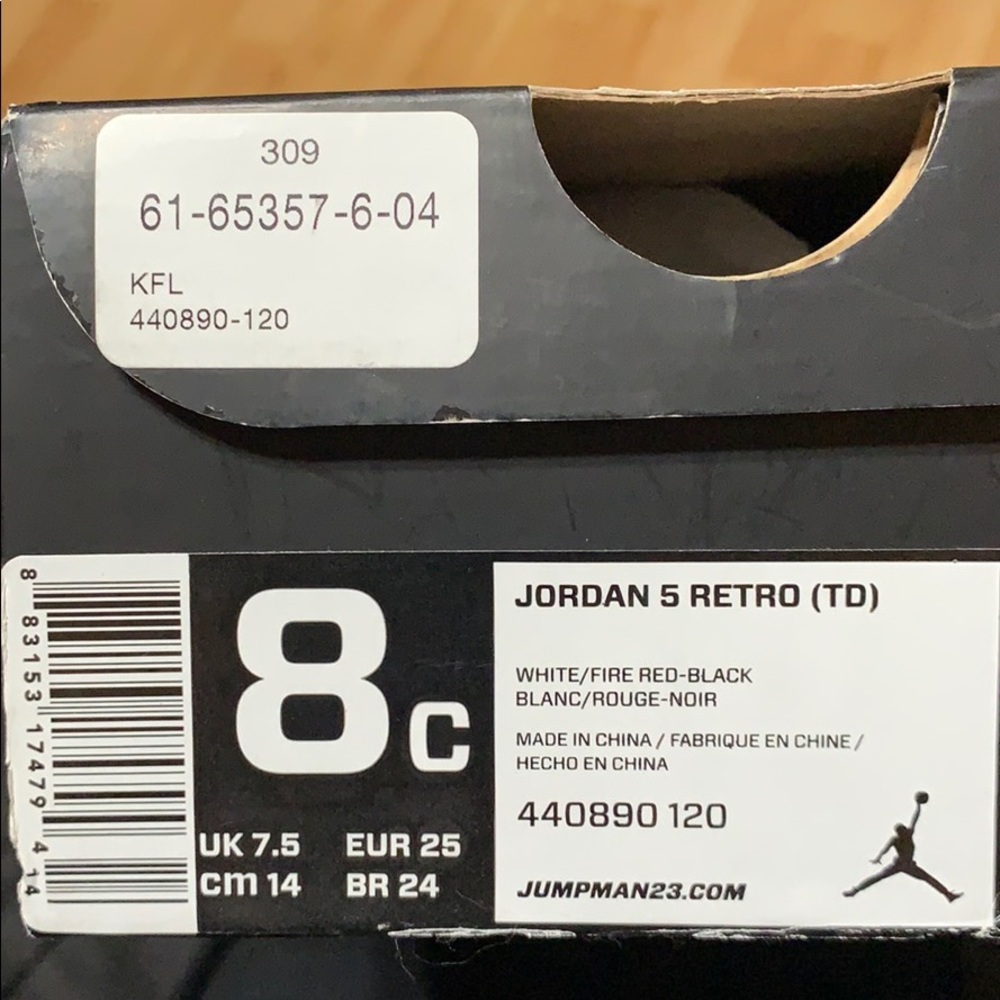 309
61-65357-6-04
KFL
440890-120
8 83153 17479 4 14
8C
UK 7.5 EUR 25
cm 14 BR 24
JORDAN 5 RETRO (TD)
WHITE/FIRE RED-BLACK
BLANC/ROUGE-NOIR
MADE IN CHINA / FABRIQUE EN CHINE /
HECHO EN CHINA
440890 120
JUMPMAN23.COM